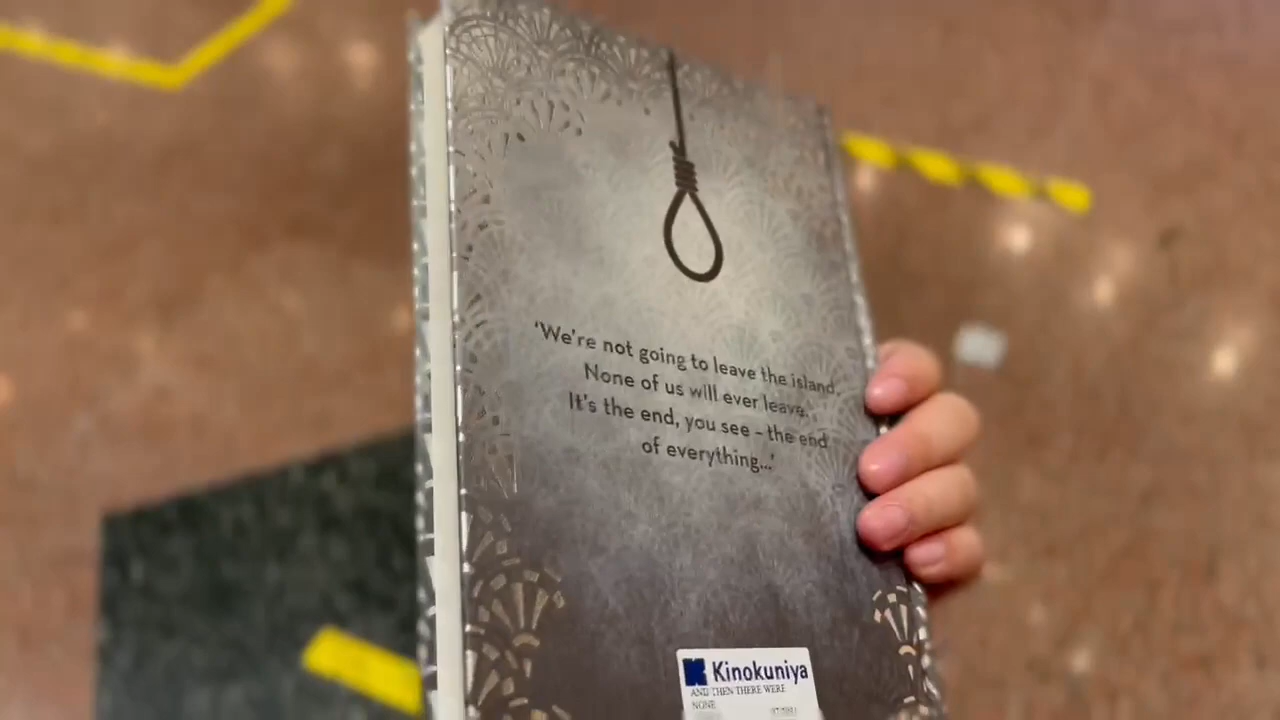 ‘We're not going to leave the island.
None of us will ever leave.
It's the end, you see – the end
of everything...’
Kinokuniya
AND THEN THERE WERE
NONE